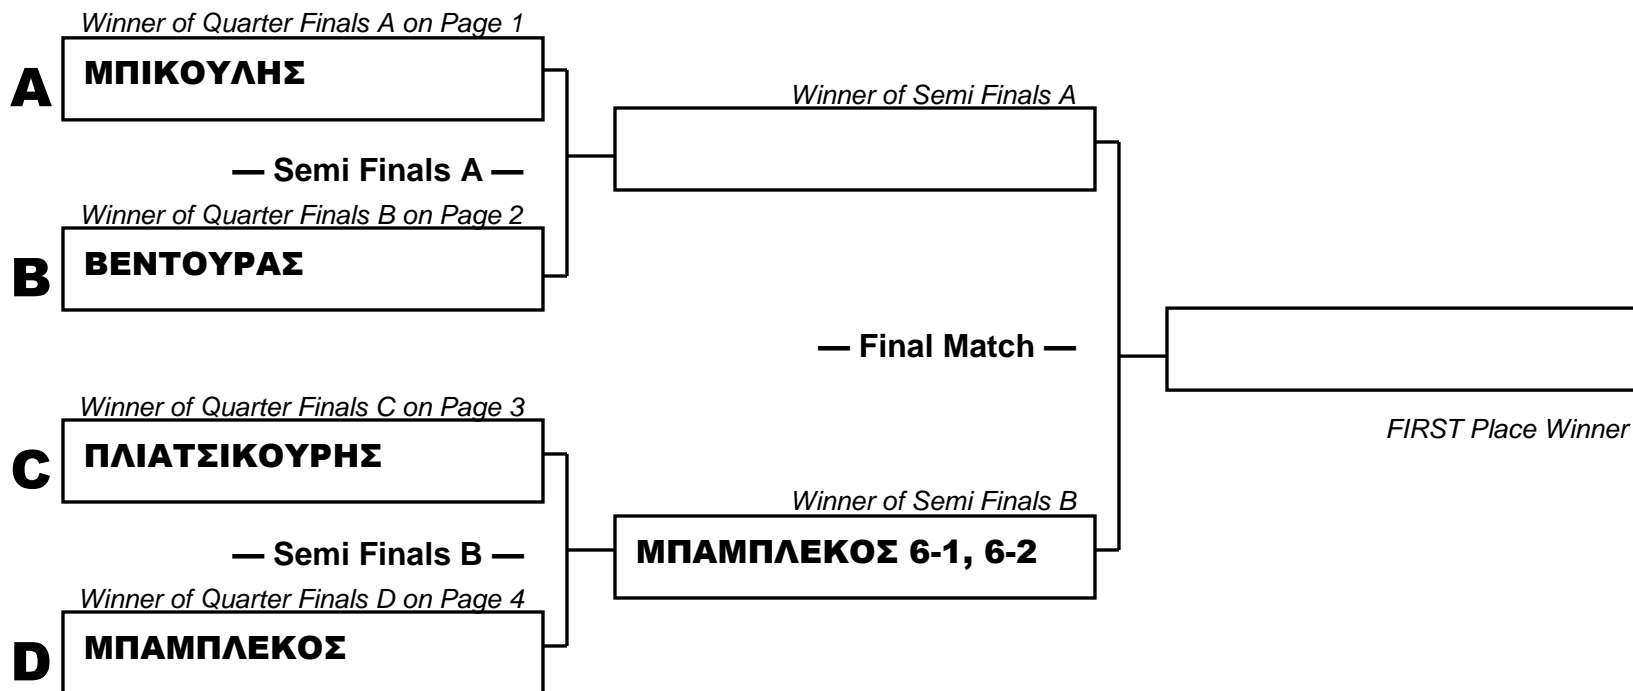 Winner of Quarter Finals A on Page 1
A ΜΠΙΚΟΥΛΗΣ
Winner of Semi Finals A
— Semi Finals A —
Winner of Quarter Finals B on Page 2
B ΒΕΝΤΟΥΡΑΣ
— Final Match —
Winner of Quarter Finals C on Page 3
FIRST Place Winner
C ΠΛΙΑΤΣΙΚΟΥΡΗΣ
Winner of Semi Finals B
— Semi Finals B —
ΜΠΑΜΠΛΕΚΟΣ 6-1, 6-2
Winner of Quarter Finals D on Page 4
D ΜΠΑΜΠΛΕΚΟΣ